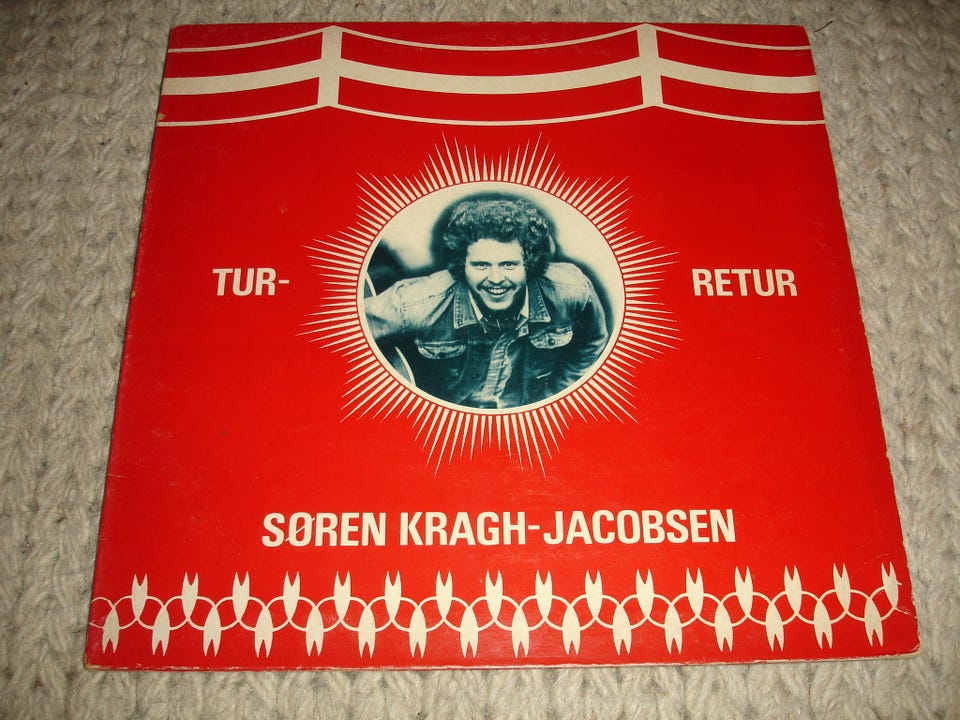 TUR- RETUR
SØREN KRAGH-JACOBSEN